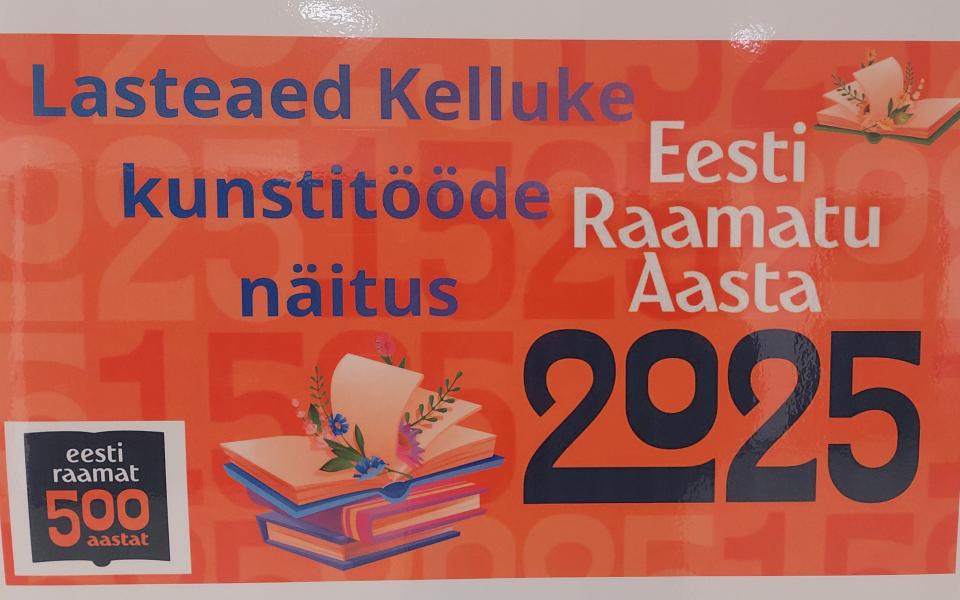 Lasteaed Kelluke
kunstitööde
näitus
Eesti
Raamatu
Aasta
2025
eesti
raamat
500
aastat